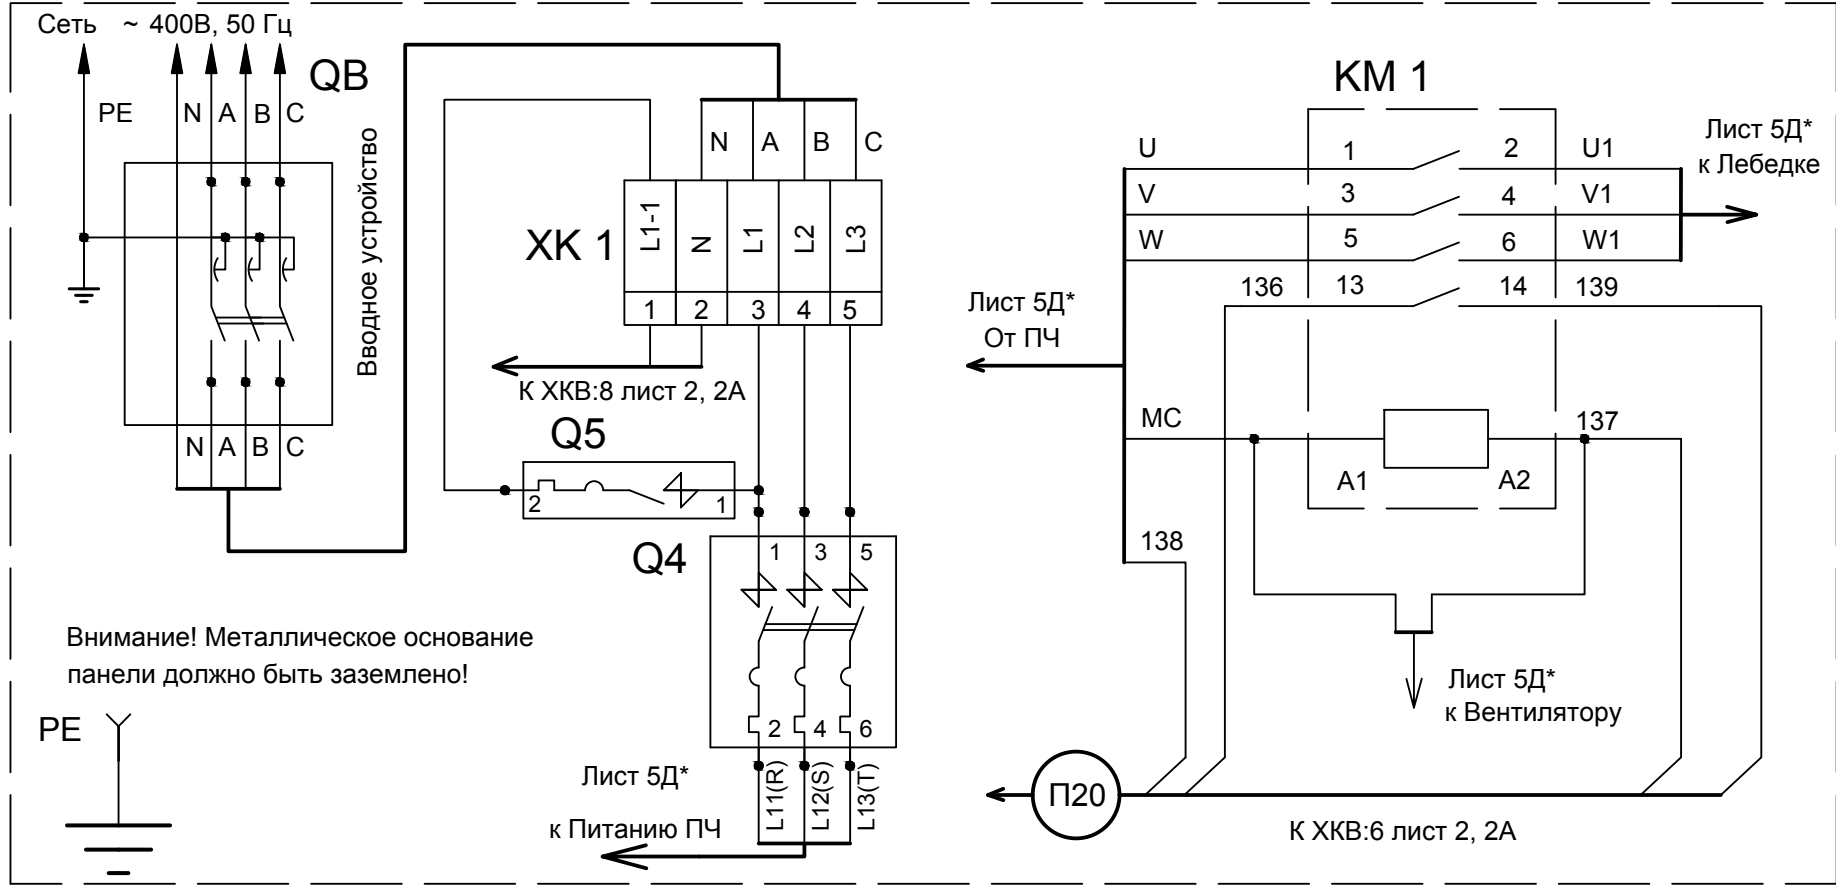 Сеть ~ 400В, 50 Гц
QB
PE
N A B C
Вводное устройство
N A B C
N A B C
XK 1
L1-1 N L1 L2 L3
1 2 3 4 5
К ХКВ:8 лист 2, 2А
Q5
2 1
Q4
1 3 5
2 4 6
L11(R) L12(S) L13(T)
Лист 5Д*
к Питанию ПЧ
Внимание! Металлическое основание
панели должно быть заземлено!
PE
KM 1
U 1 2 U1
V 3 4 V1
W 5 6 W1
136 13 14 139
Лист 5Д*
к Лебедке
Лист 5Д*
От ПЧ
МС 137
A1 A2
138
Лист 5Д*
к Вентилятору
П20
К ХКВ:6 лист 2, 2А